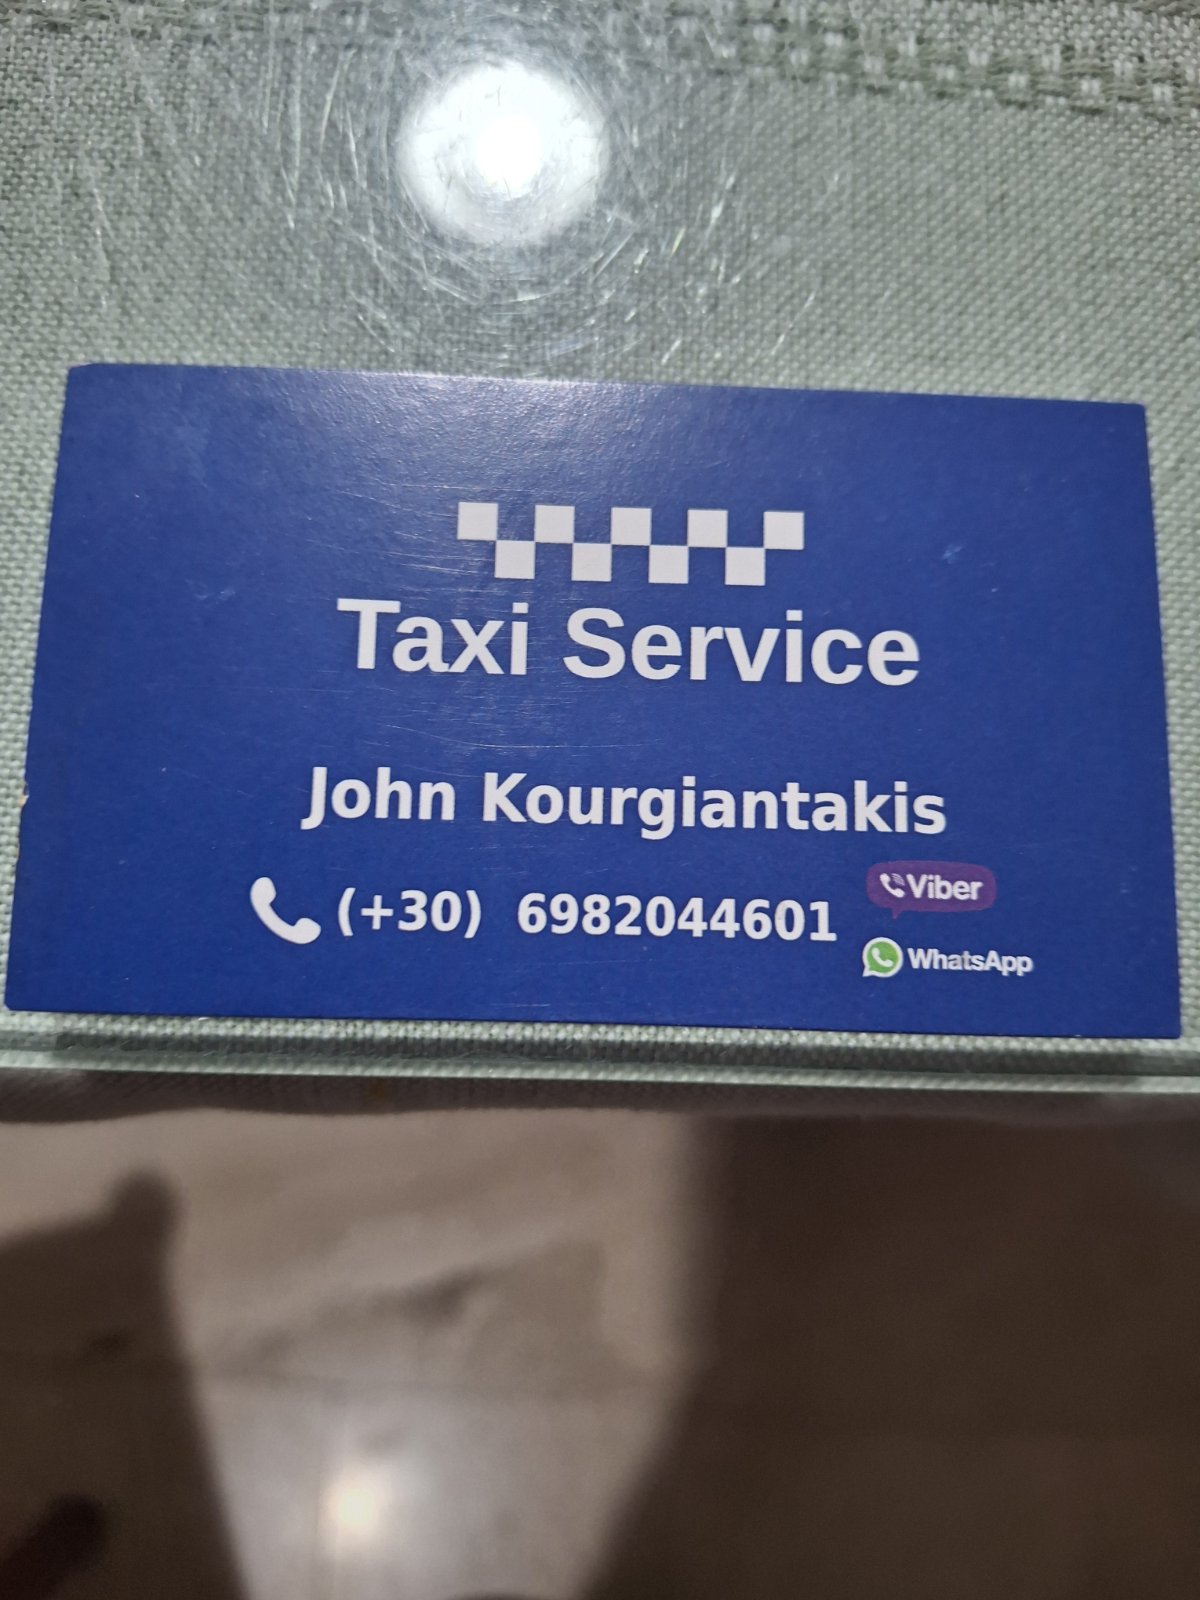 Taxi Service
John Kourgiantakis
(+30) 6982044601
Viber
WhatsApp